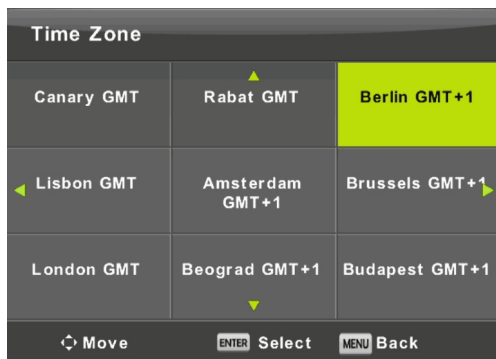 Time Zone
Canary GMT
Rabat GMT
Berlin GMT+1
Lisbon GMT
Amsterdam
GMT+1
Brussels GMT+1
London GMT
Beograd GMT+1
Budapest GMT+1
Move
ENTER Select
MENU Back